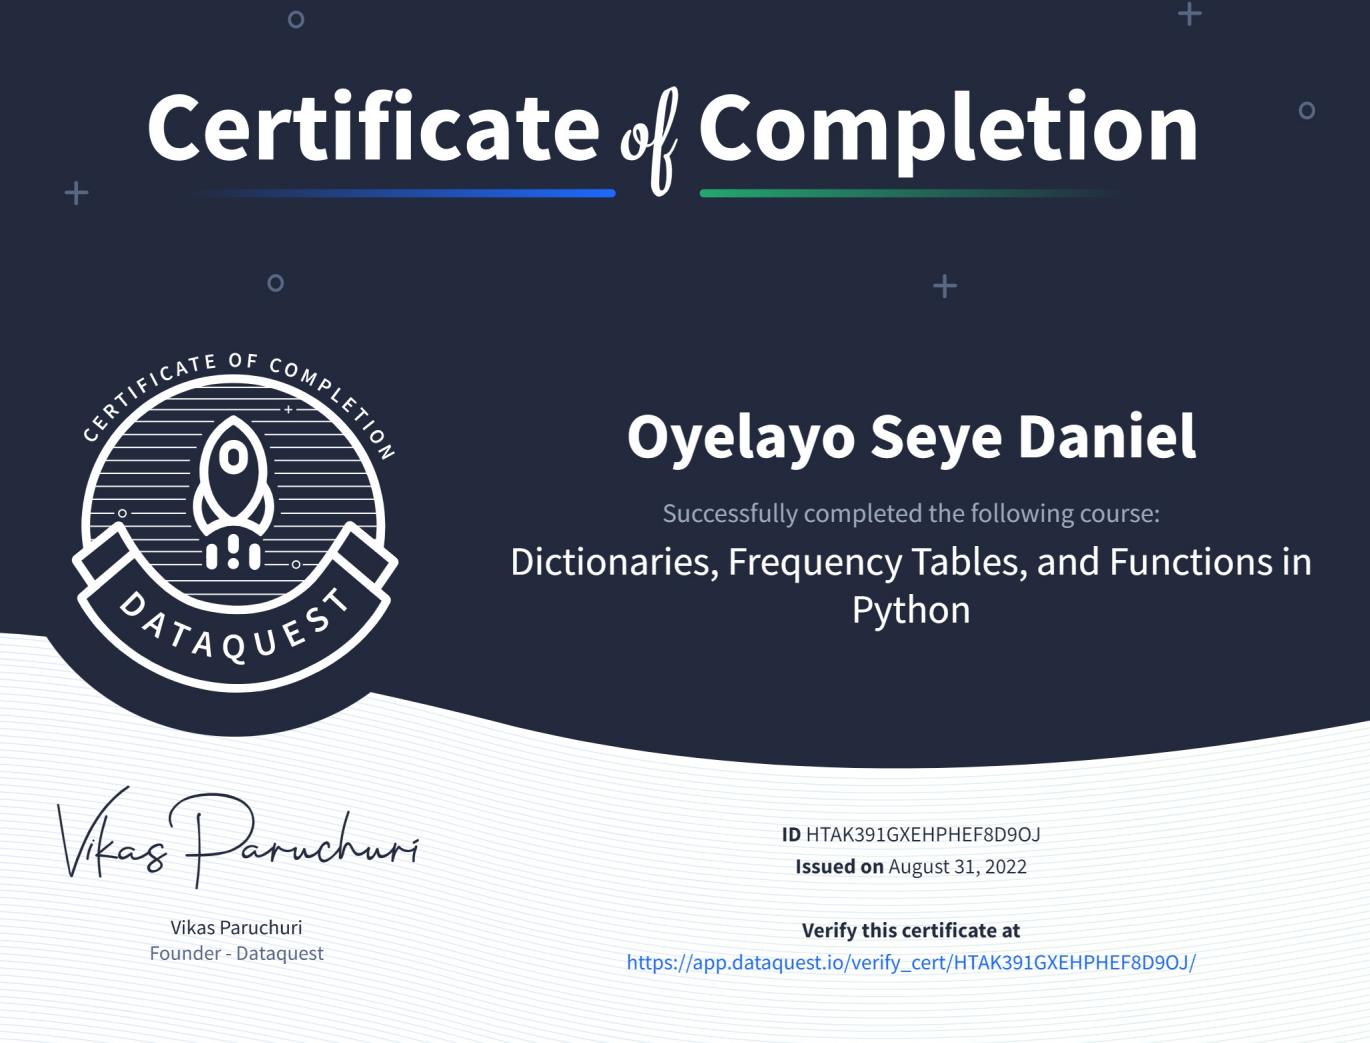 Certificate of Completion
CERTIFICATE OF COMPLETION
DATAQUEST
Oyelayo Seye Daniel
Successfully completed the following course:
Dictionaries, Frequency Tables, and Functions in
Python
Vikas Paruchuri
Vikas Paruchuri
Founder - Dataquest
ID HTAK391GXEHPHEF8D9OJ
Issued on August 31, 2022
Verify this certificate at
https://app.dataquest.io/verify_cert/HTAK391GXEHPHEF8D9OJ/